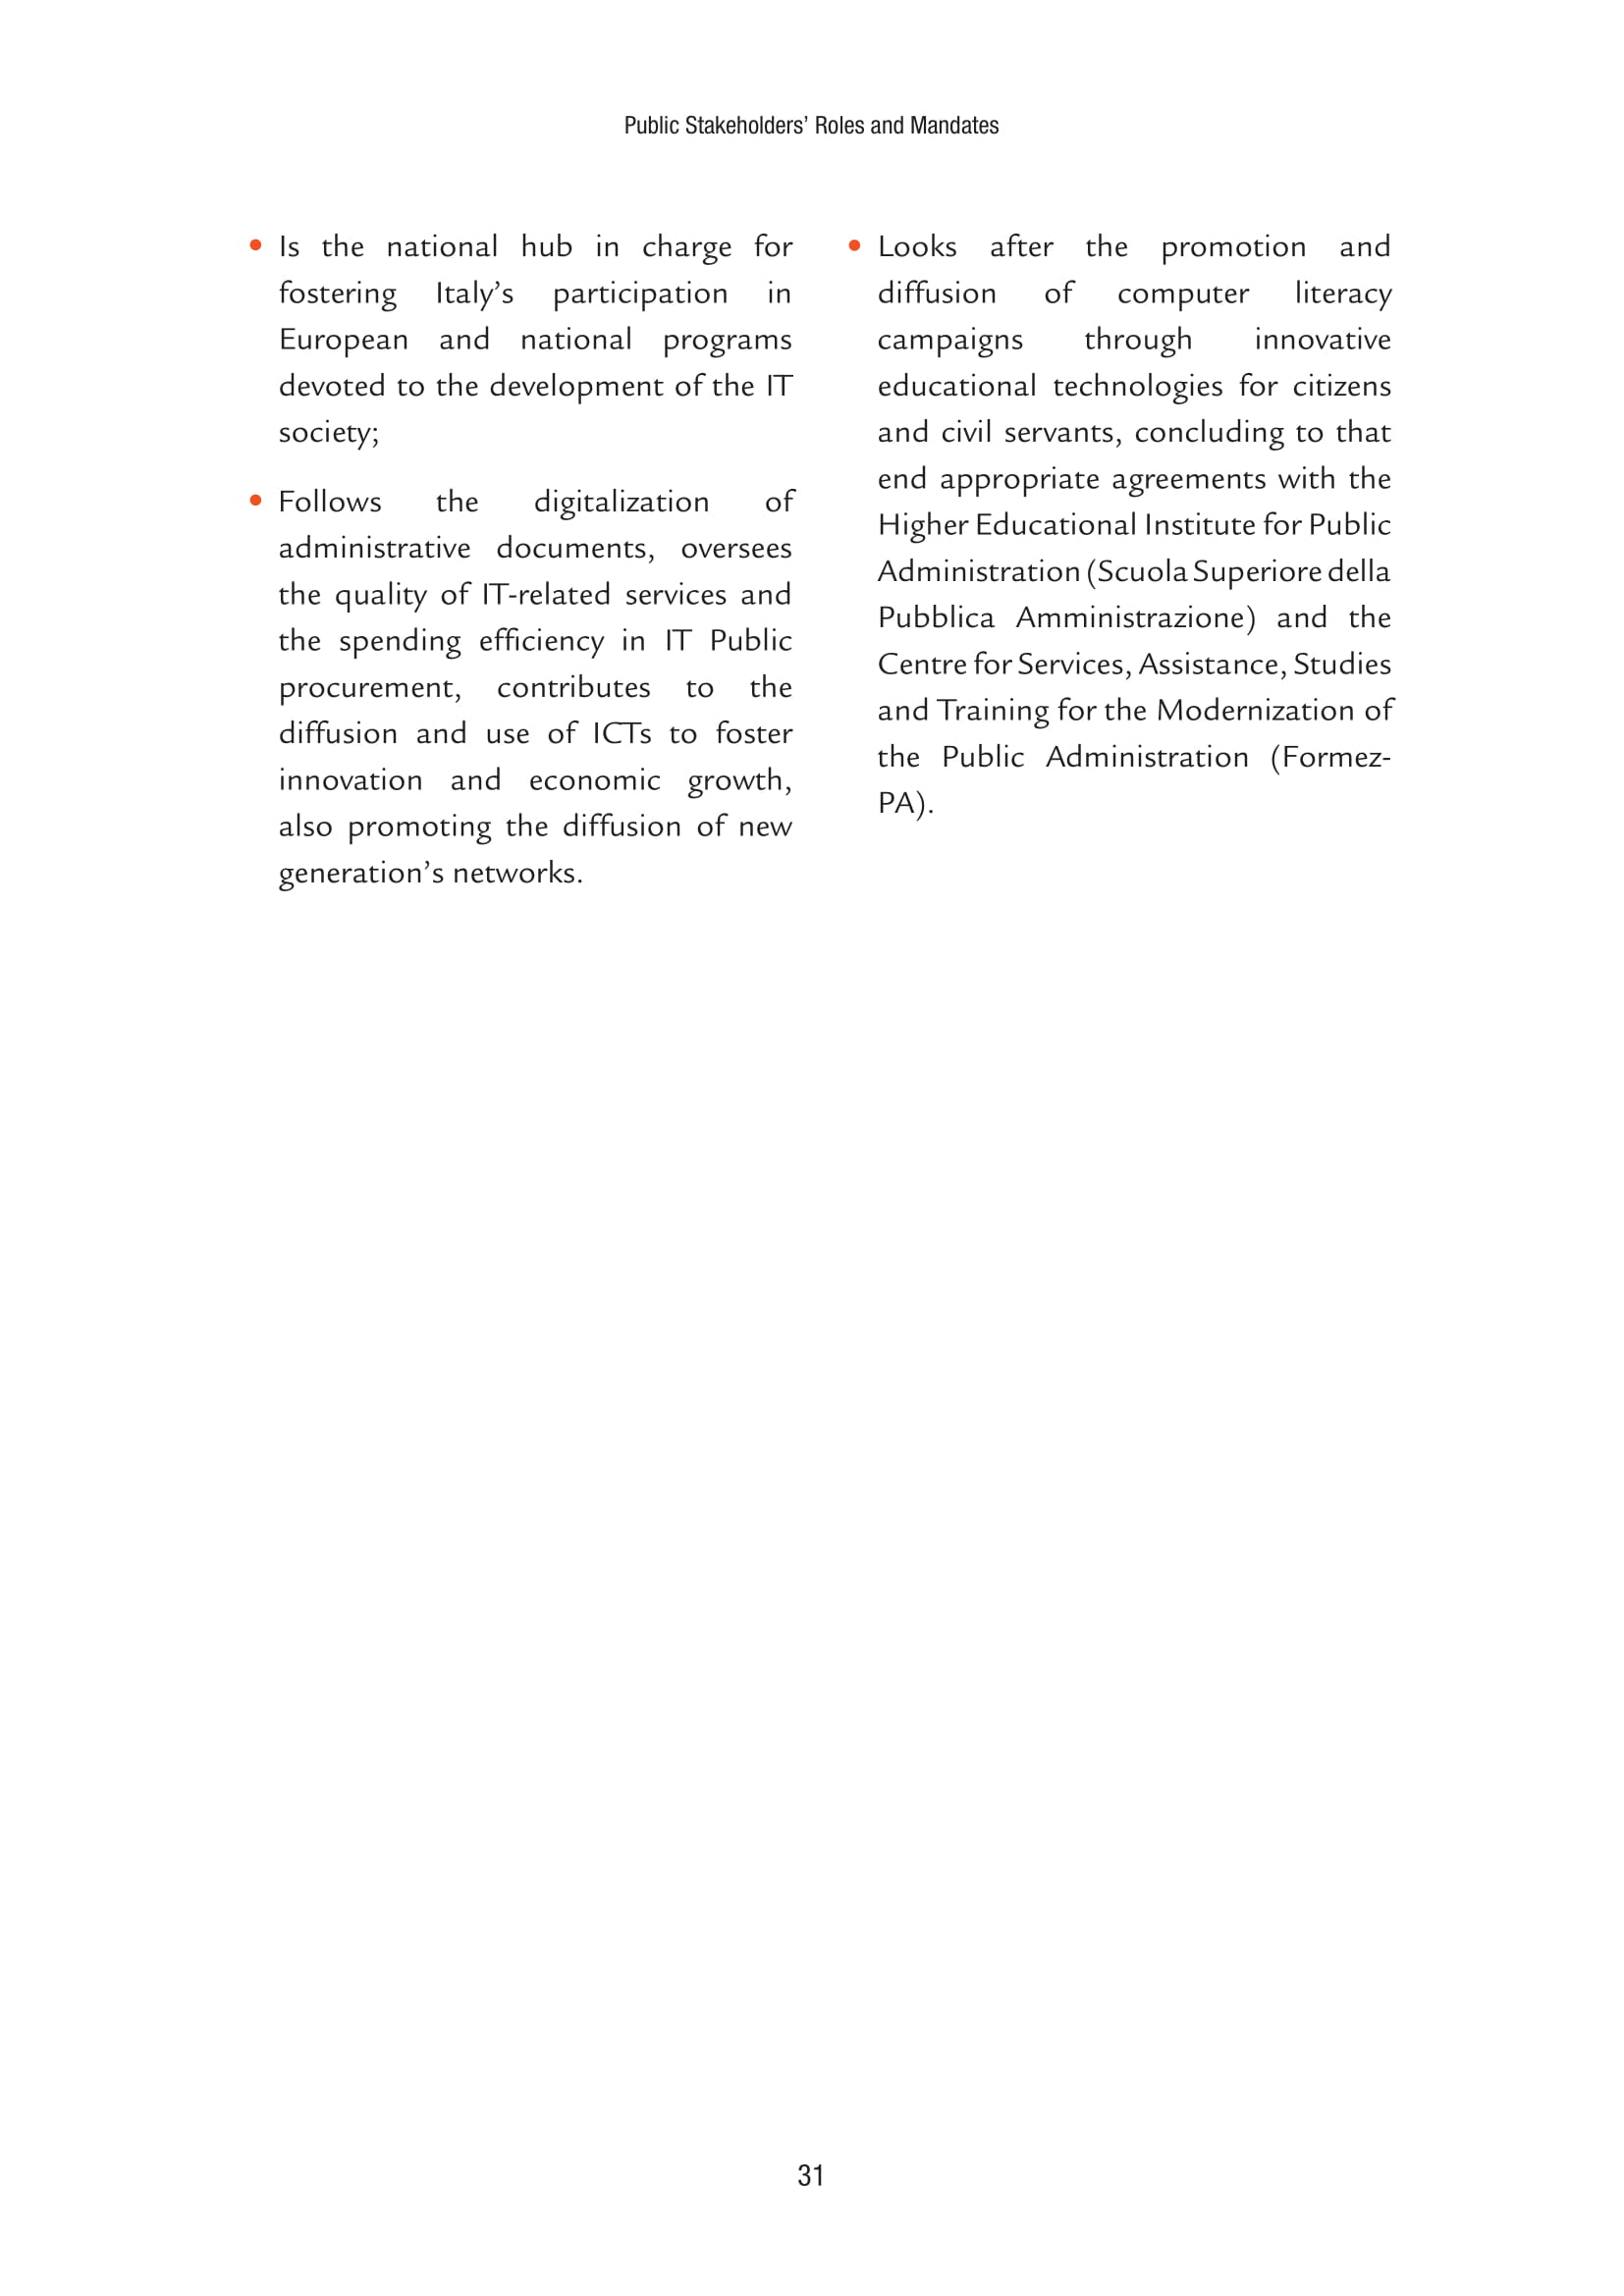 Public Stakeholders’ Roles and Mandates
• Is the national hub in charge for
fostering Italy’s participation in
European and national programs
devoted to the development of the IT
society;
• Follows the digitalization of
administrative documents, oversees
the quality of IT-related services and
the spending efficiency in IT Public
procurement, contributes to the
diffusion and use of ICTs to foster
innovation and economic growth,
also promoting the diffusion of new
generation’s networks.
• Looks after the promotion and
diffusion of computer literacy
campaigns through innovative
educational technologies for citizens
and civil servants, concluding to that
end appropriate agreements with the
Higher Educational Institute for Public
Administration (Scuola Superiore della
Pubblica Amministrazione) and the
Centre for Services, Assistance, Studies
and Training for the Modernization of
the Public Administration (Formez-
PA).
31